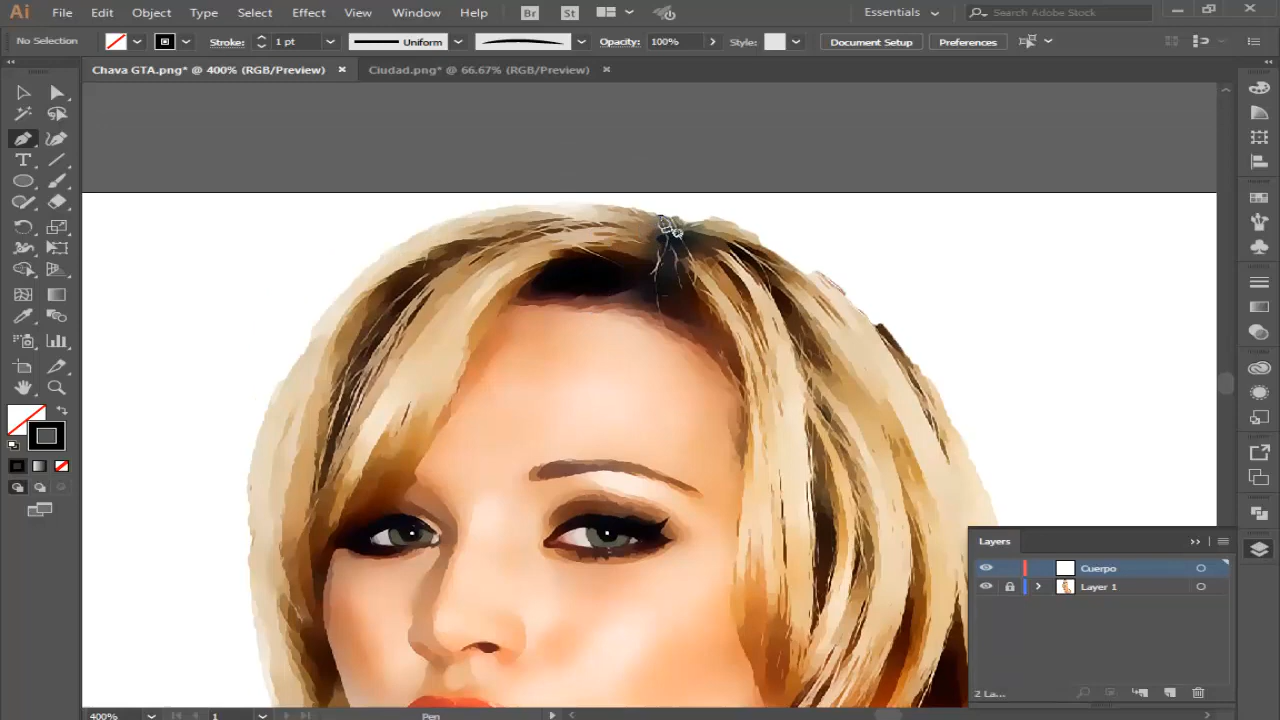 Ai File Edit Object Type Select Effect View Window Help Br St Essentials Search Adobe Stock
No Selection Stroke: 1 pt Uniform Opacity: 100% Style: Document Setup Preferences
Chava GTA.png* @ 400% (RGB/Preview) Ciudad.png* @ 66.67% (RGB/Preview)
Layers
Cuerpo
Layer 1
2 La...
400% 1 Pen